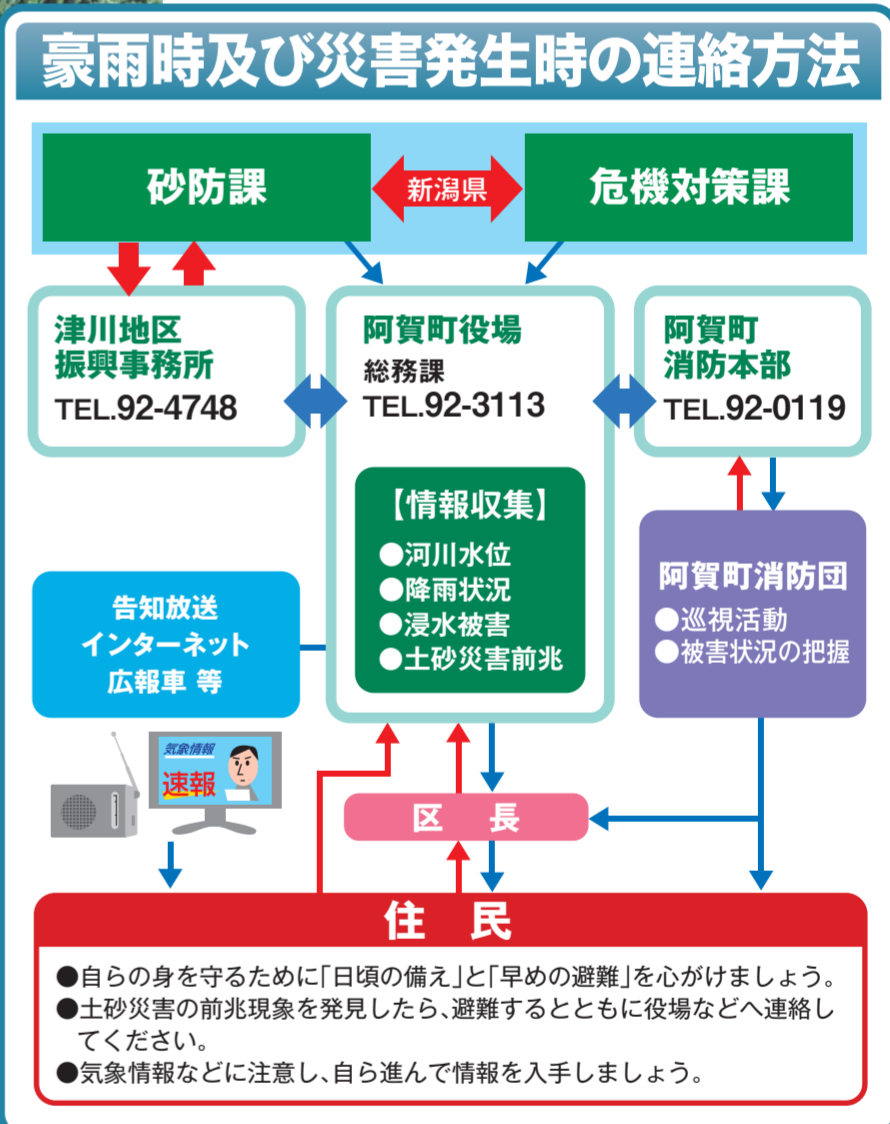 豪雨時及び災害発生時の連絡方法
砂防課
新潟県
危機対策課
津川地区
振興事務所
TEL.92-4748
阿賀町役場
総務課
TEL.92-3113
阿賀町
消防本部
TEL.92-0119
【情報収集】
●河川水位
●降雨状況
●浸水被害
●土砂災害前兆
阿賀町消防団
●巡視活動
●被害状況の把握
告知放送
インターネット
広報車 等
気象情報
速報
区 長
住 民
●自らの身を守るために「日頃の備え」と「早めの避難」を心がけましょう。
●土砂災害の前兆現象を発見したら、避難するとともに役場などへ連絡し
てください。
●気象情報などに注意し、自ら進んで情報を入手しましょう。